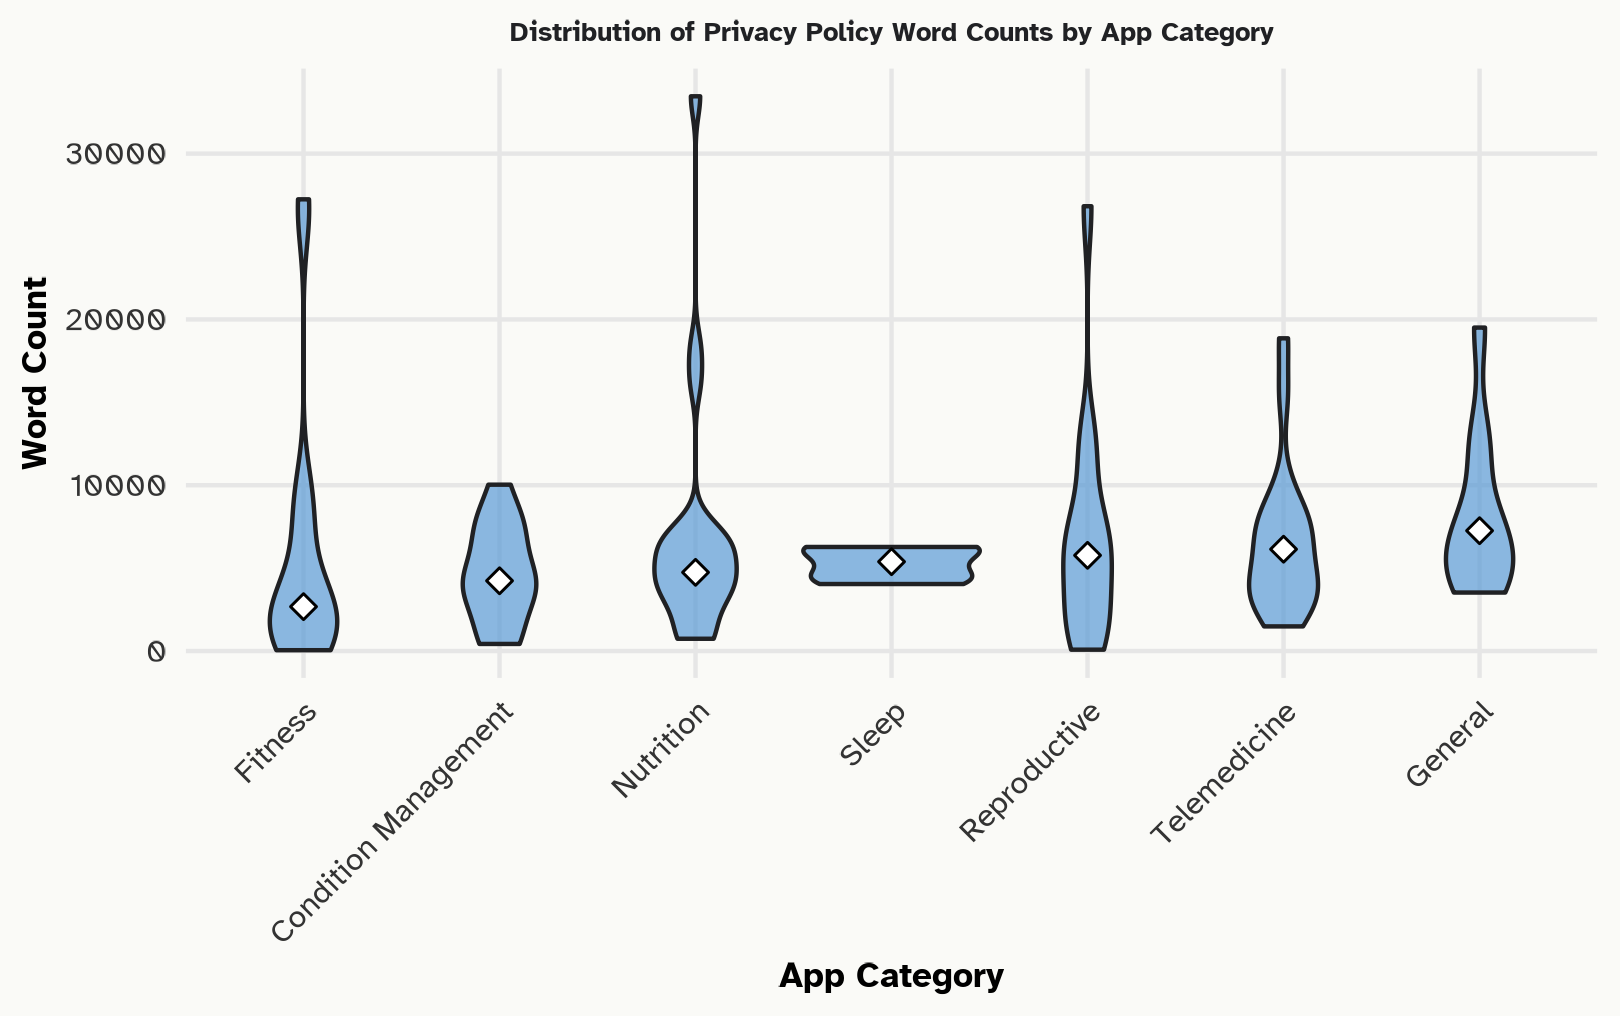 Distribution of Privacy Policy Word Counts by App Category
Word Count
30000
20000
10000
0
Fitness
Condition Management
Nutrition
Sleep
Reproductive
Telemedicine
General
App Category